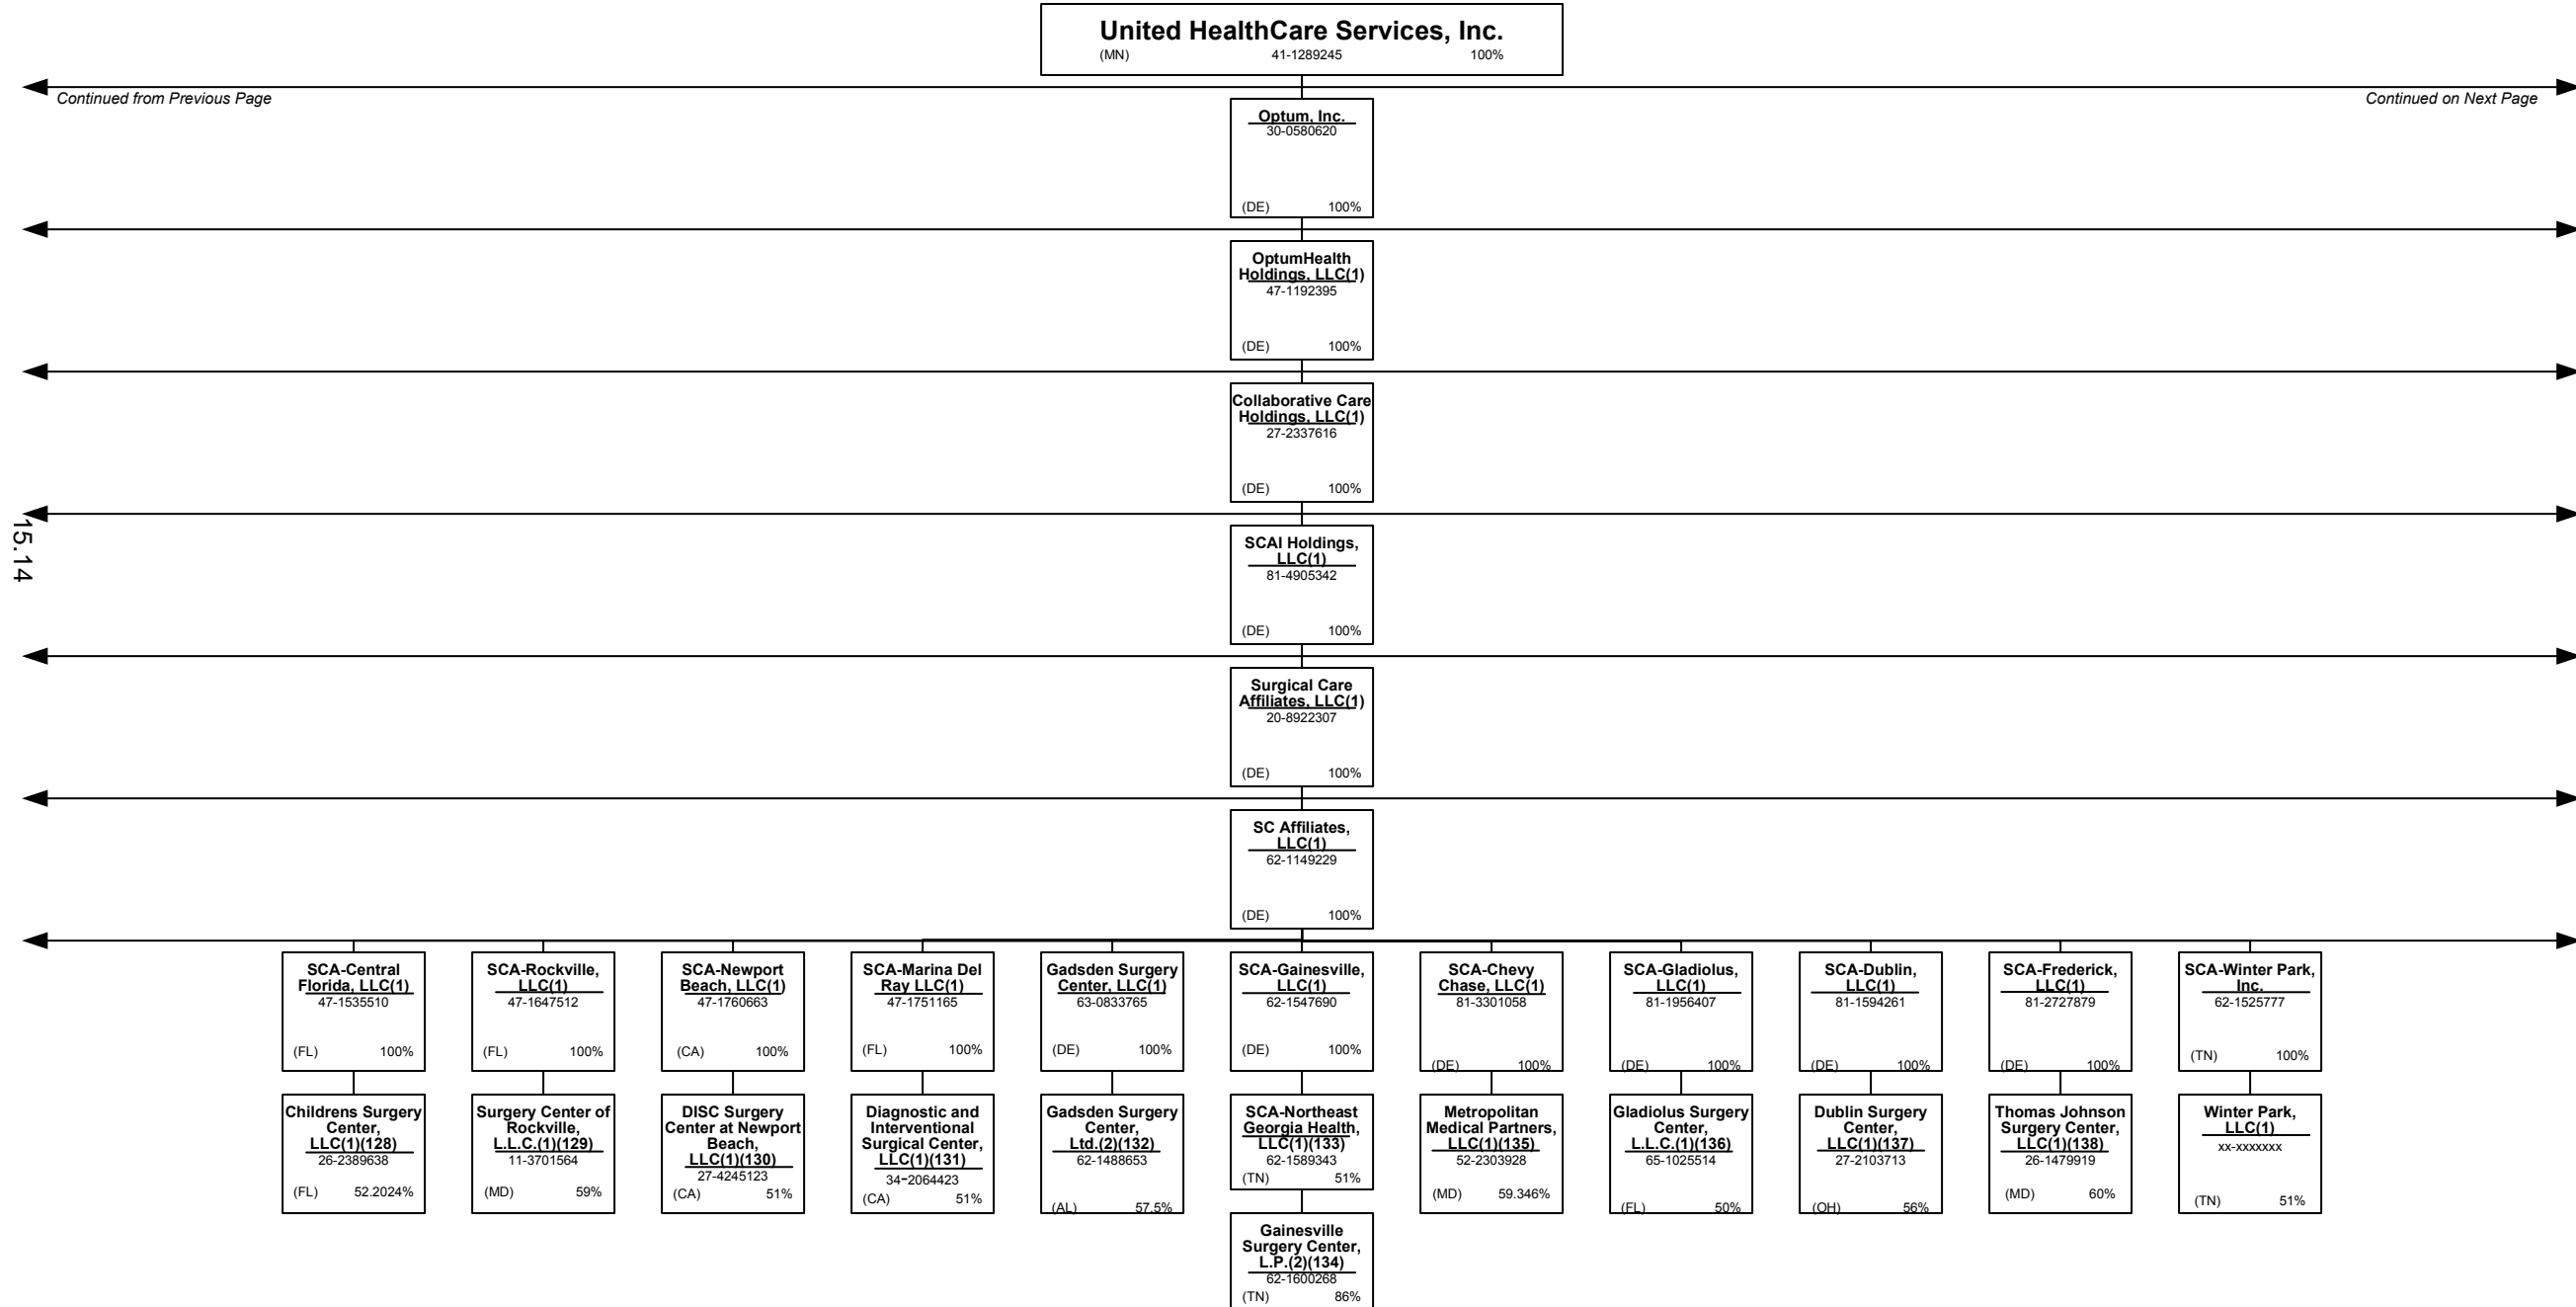 United HealthCare Services, Inc.
(MN) 41-1289245 100%
Continued from Previous Page
Continued on Next Page
Optum, Inc.
30-0580620
(DE) 100%
OptumHealth
Holdings, LLC(1)
47-1192395
(DE) 100%
Collaborative Care
Holdings, LLC(1)
27-2337616
(DE) 100%
15.14
SCAI Holdings,
LLC(1)
81-4905342
(DE) 100%
Surgical Care
Affiliates, LLC(1)
20-8922307
(DE) 100%
SC Affiliates,
LLC(1)
62-1149229
(DE) 100%
SCA-Central
Florida, LLC(1)
47-1535510
(FL) 100%
SCA-Rockville,
LLC(1)
47-1647512
(FL) 100%
SCA-Newport
Beach, LLC(1)
47-1760663
(CA) 100%
SCA-Marina Del
Ray LLC(1)
47-1751165
(FL) 100%
Gadsden Surgery
Center, LLC(1)
63-0833765
(DE) 100%
SCA-Gainesville,
LLC(1)
62-1547690
(DE) 100%
SCA-Chevy
Chase, LLC(1)
81-3301058
(DE) 100%
SCA-Gladiolus,
LLC(1)
81-1956407
(DE) 100%
SCA-Dublin,
LLC(1)
81-1594261
(DE) 100%
SCA-Frederick,
LLC(1)
81-2727879
(DE) 100%
SCA-Winter Park,
Inc.
62-1525777
(TN) 100%
Childrens Surgery
Center,
LLC(1)(128)
26-2389638
(FL) 52.2024%
Surgery Center of
Rockville,
L.L.C.(1)(129)
11-3701564
(MD) 59%
DISC Surgery
Center at Newport
Beach,
LLC(1)(130)
27-4245123
(CA) 51%
Diagnostic and
Interventional
Surgical Center,
LLC(1)(131)
34-2064423
(CA) 51%
Gadsden Surgery
Center,
Ltd.(2)(132)
62-1488653
(AL) 57.5%
SCA-Northeast
Georgia Health,
LLC(1)(133)
62-1589343
(TN) 51%
Metropolitan
Medical Partners,
LLC(1)(135)
52-2303928
(MD) 59.346%
Gladiolus Surgery
Center,
L.L.C.(1)(136)
65-1025514
(FL) 50%
Dublin Surgery
Center,
LLC(1)(137)
27-2103713
(OH) 56%
Thomas Johnson
Surgery Center,
LLC(1)(138)
26-1479919
(MD) 60%
Winter Park,
LLC(1)
xx-xxxxxxx
(TN) 51%
Gainesville
Surgery Center,
L.P.(2)(134)
62-1600268
(TN) 86%